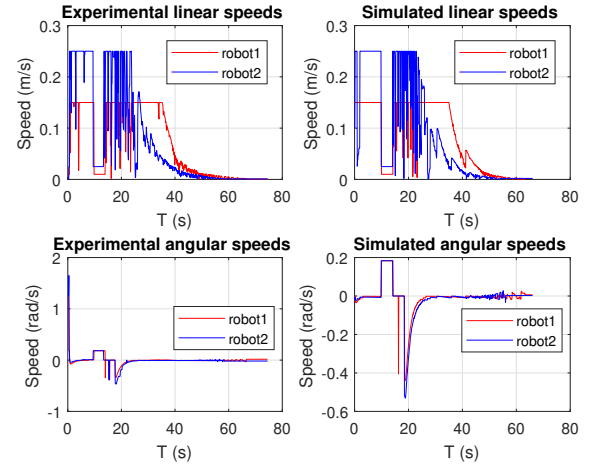 Experimental linear speeds
0.3
0.2
0.1
0
Speed (m/s)
robot1
robot2
0 20 40 60 80
T (s)
Simulated linear speeds
0.3
0.2
0.1
0
Speed (m/s)
robot1
robot2
0 20 40 60 80
T (s)
Experimental angular speeds
2
1
0
-1
Speed (rad/s)
robot1
robot2
0 20 40 60 80
T (s)
Simulated angular speeds
0.2
0
-0.2
-0.4
-0.6
Speed (rad/s)
robot1
robot2
0 20 40 60 80
T (s)